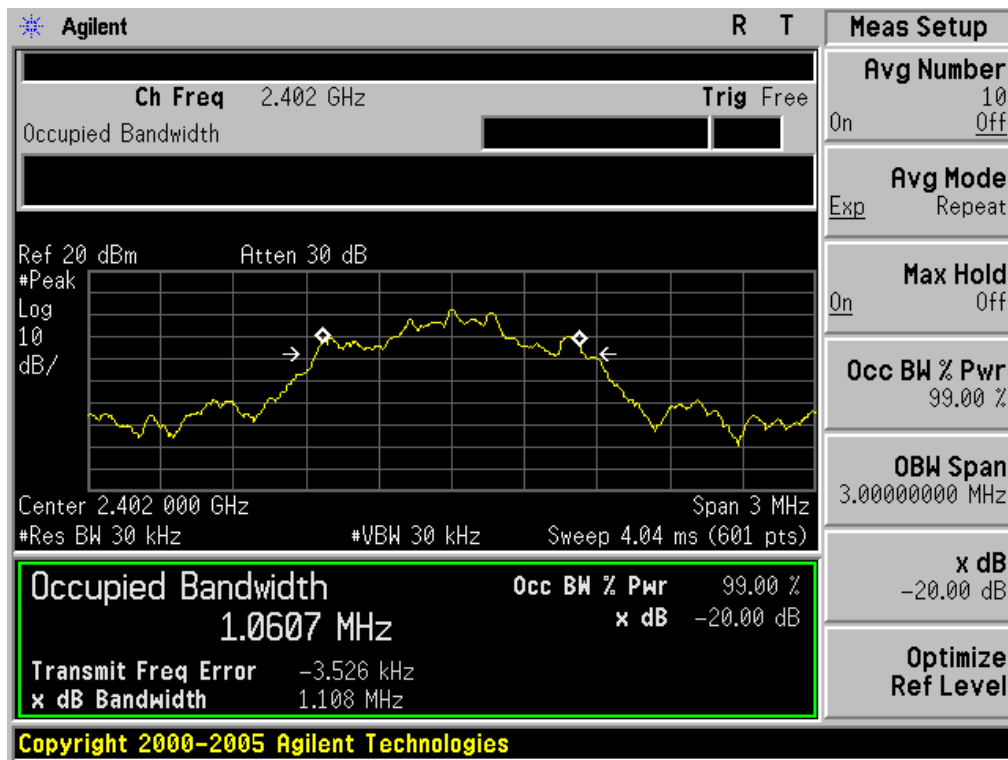 Agilent R T
Meas Setup
Ch Freq 2.402 GHz Trig Free
Occupied Bandwidth
Ref 20 dBm Atten 30 dB
#Peak
Log
10
dB/
Center 2.402 000 GHz Span 3 MHz
#Res BW 30 kHz #VBW 30 kHz Sweep 4.04 ms (601 pts)
Occupied Bandwidth Occ BW % Pwr 99.00 %
1.0607 MHz x dB -20.00 dB
Transmit Freq Error -3.526 kHz
x dB Bandwidth 1.108 MHz
Avg Number
10
On Off
Avg Mode
Exp Repeat
Max Hold
On Off
Occ BW % Pwr
99.00 %
OBW Span
3.00000000 MHz
x dB
-20.00 dB
Optimize
Ref Level
Copyright 2000-2005 Agilent Technologies